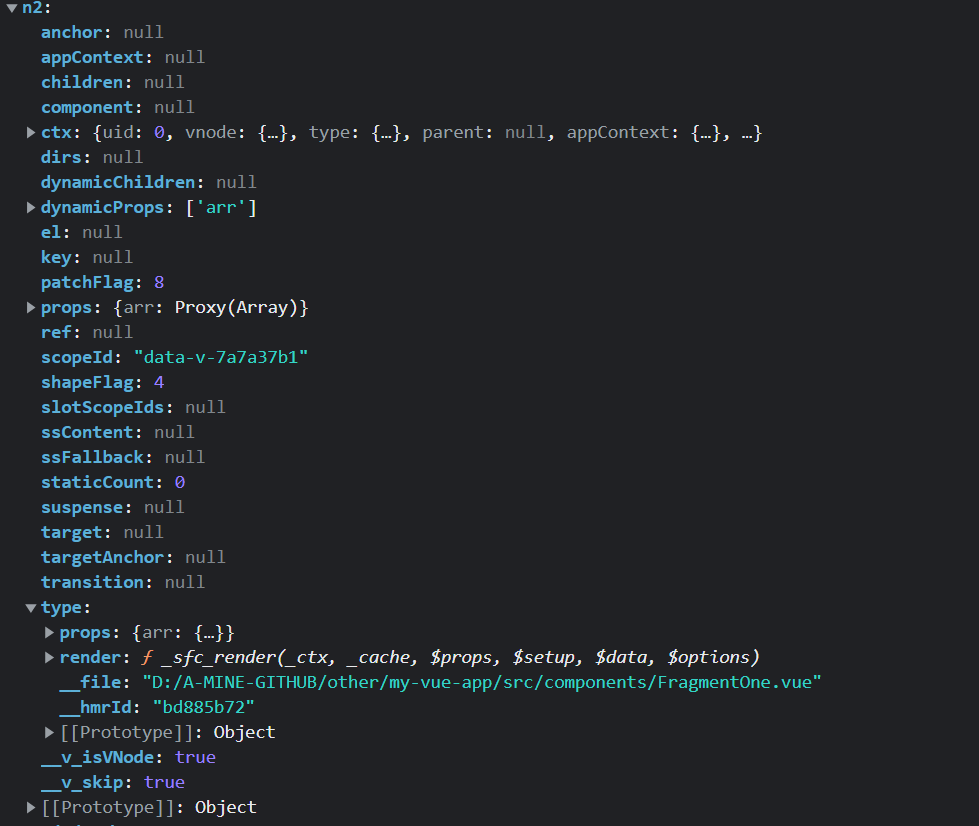 n2:
anchor: null
appContext: null
children: null
component: null
ctx: {uid: 0, vnode: {…}, type: {…}, parent: null, appContext: {…}, …}
dirs: null
dynamicChildren: null
dynamicProps: ['arr']
el: null
key: null
patchFlag: 8
props: {arr: Proxy(Array)}
ref: null
scopeId: "data-v-7a7a37b1"
shapeFlag: 4
slotScopeIds: null
ssContent: null
ssFallback: null
staticCount: 0
suspense: null
target: null
targetAnchor: null
transition: null
type:
props: {arr: {…}}
render: ƒ _sfc_render(_ctx, _cache, $props, $setup, $data, $options)
__file: "D:/A-MINE-GITHUB/other/my-vue-app/src/components/FragmentOne.vue"
__hmrId: "bd885b72"
[[Prototype]]: Object
__v_isVNode: true
__v_skip: true
[[Prototype]]: Object